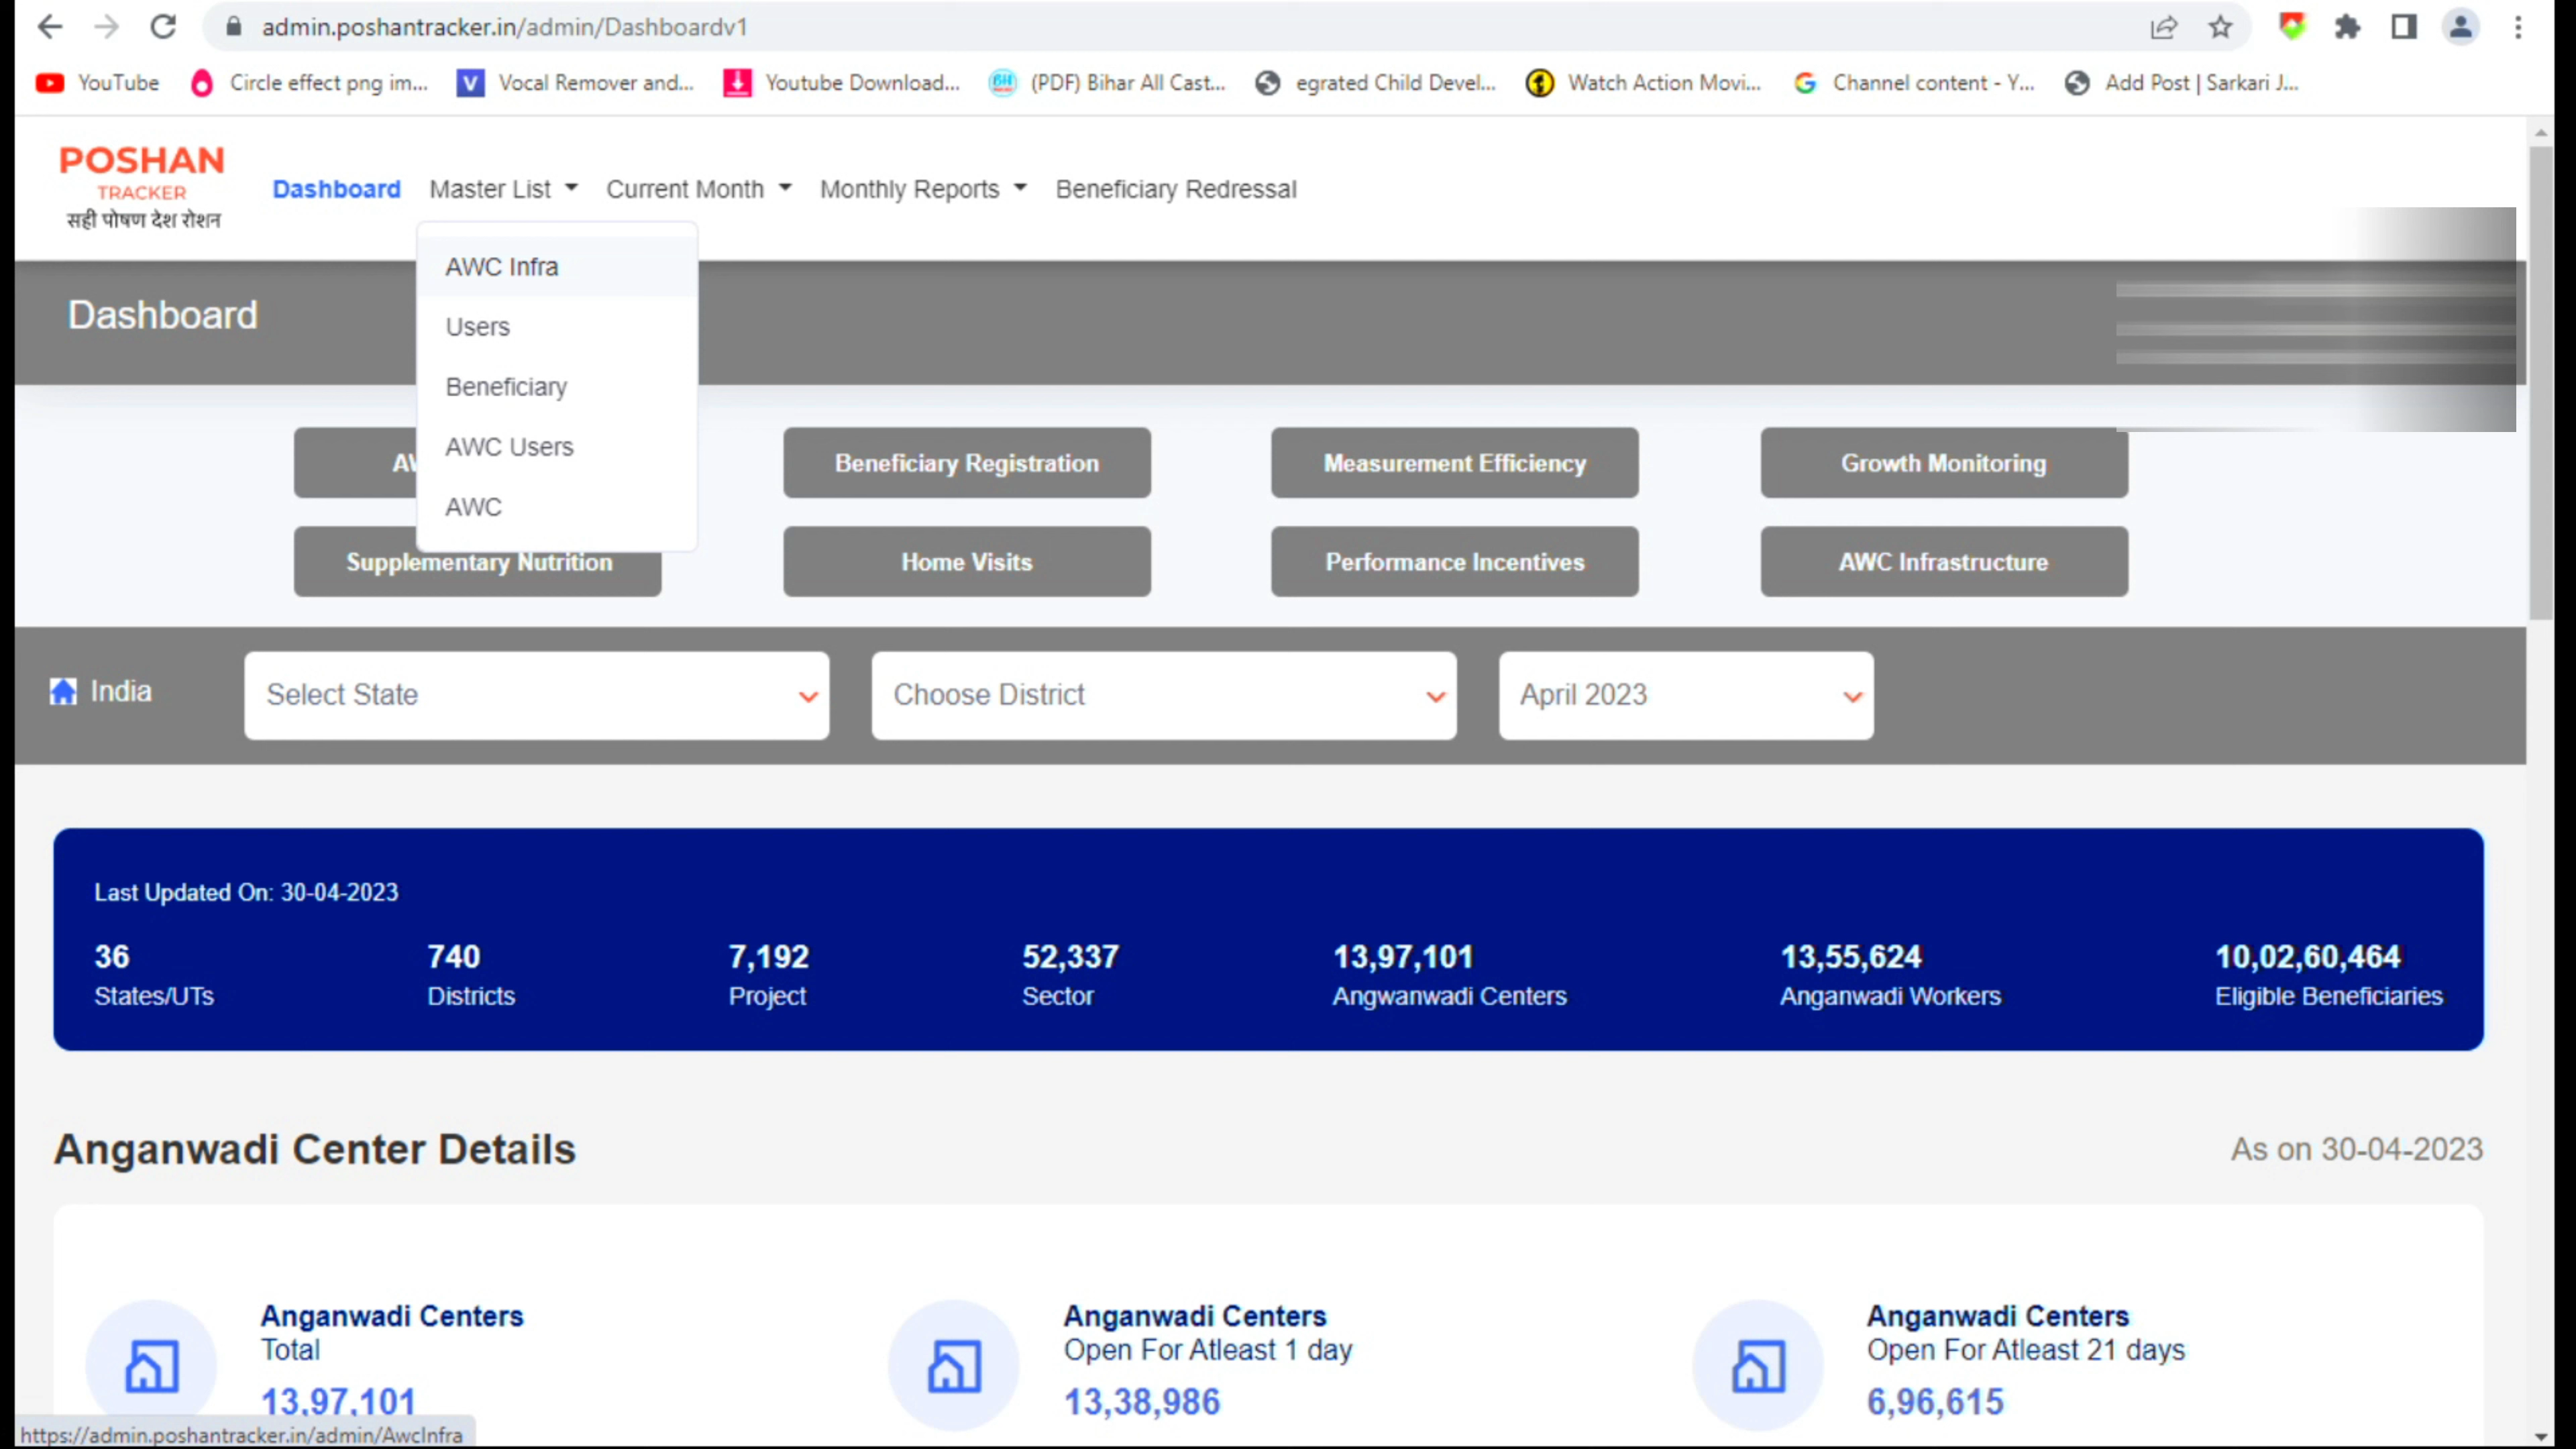 admin.poshantracker.in/admin/Dashboardv1
YouTube
Circle effect png im...
Vocal Remover and...
Youtube Download...
(PDF) Bihar All Cast...
egrated Child Devel...
Watch Action Movi...
Channel content - Y...
Add Post | Sarkari J...
POSHAN
TRACKER
सही पोषण देश रोशन
Dashboard
Master List
Current Month
Monthly Reports
Beneficiary Redressal
AWC Infra
Users
Beneficiary
AWC Users
AWC
Dashboard
Beneficiary Registration
Measurement Efficiency
Growth Monitoring
Supplementary Nutrition
Home Visits
Performance Incentives
AWC Infrastructure
India
Select State
Choose District
April 2023
Last Updated On: 30-04-2023
36
States/UTs
740
Districts
7,192
Project
52,337
Sector
13,97,101
Angwanwadi Centers
13,55,624
Anganwadi Workers
10,02,60,464
Eligible Beneficiaries
Anganwadi Center Details
As on 30-04-2023
Anganwadi Centers
Total
13,97,101
Anganwadi Centers
Open For Atleast 1 day
13,38,986
Anganwadi Centers
Open For Atleast 21 days
6,96,615
https://admin.poshantracker.in/admin/AwcInfra